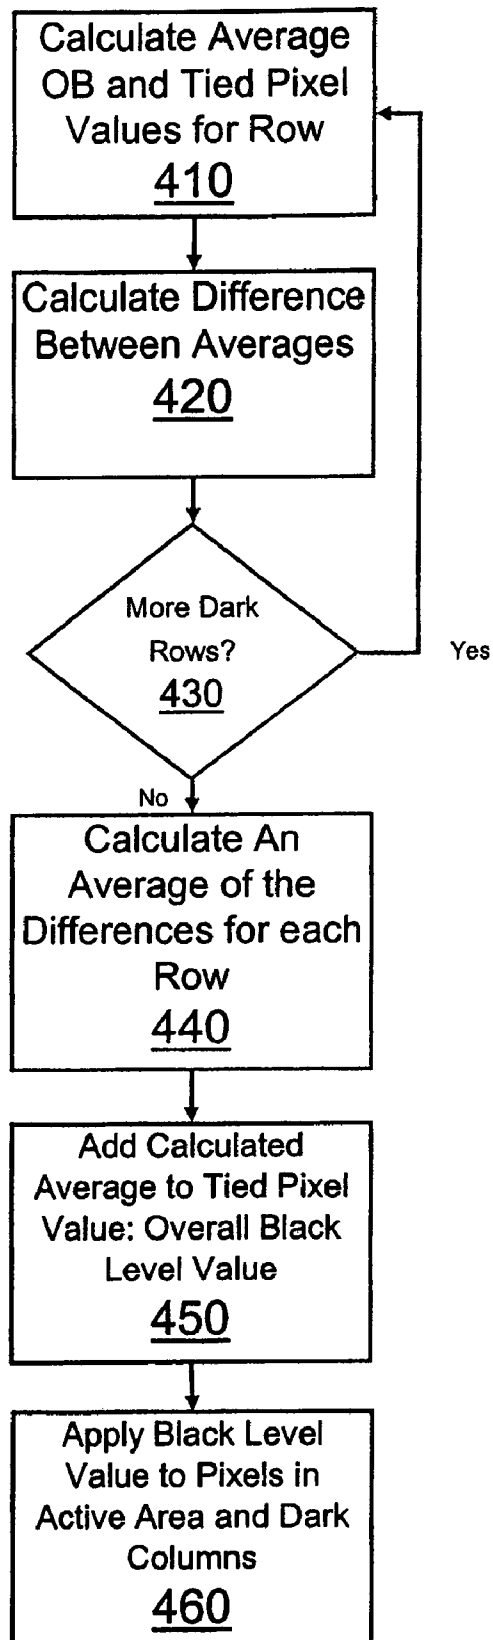 Calculate Average
OB and Tied Pixel
Values for Row
410
Calculate Difference
Between Averages
420
More Dark
Rows?
430
Yes
No
Calculate An
Average of the
Differences for each
Row
440
Add Calculated
Average to Tied Pixel
Value: Overall Black
Level Value
450
Apply Black Level
Value to Pixels in
Active Area and Dark
Columns
460